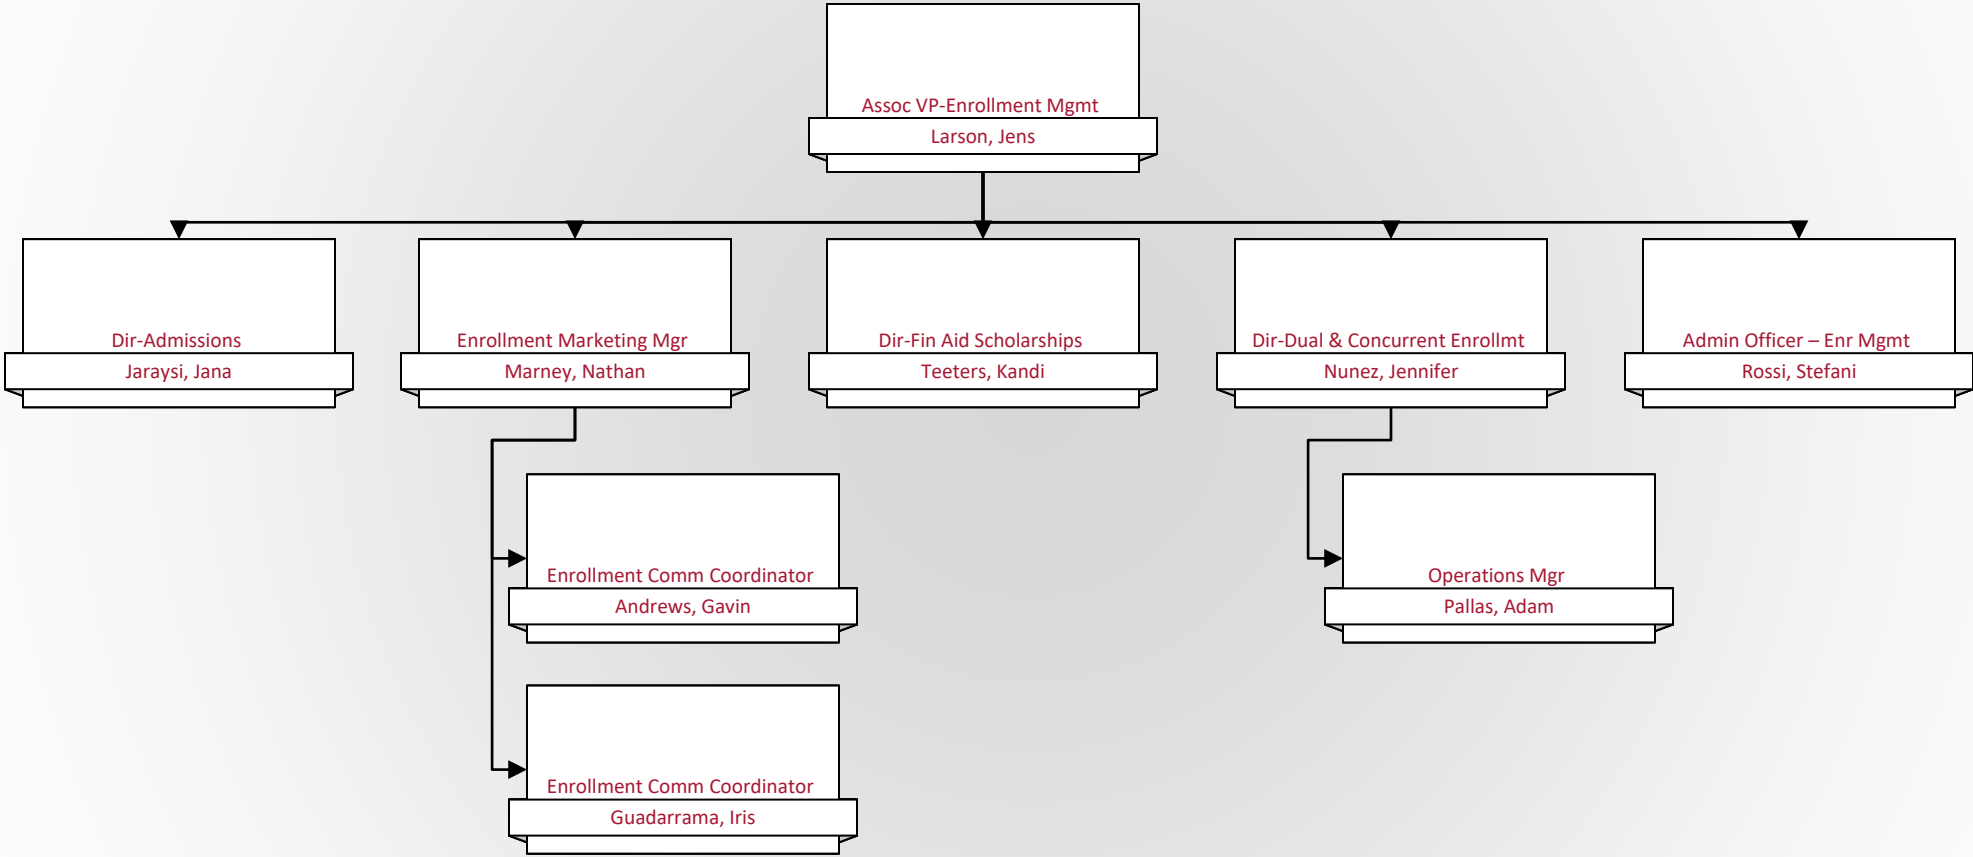 Assoc VP-Enrollment Mgmt
Larson, Jens
Dir-Admissions
Jaraysi, Jana
Enrollment Marketing Mgr
Marney, Nathan
Dir-Fin Aid Scholarships
Teeters, Kandi
Dir-Dual & Concurrent Enrollmt
Nunez, Jennifer
Admin Officer – Enr Mgmt
Rossi, Stefani
Enrollment Comm Coordinator
Andrews, Gavin
Operations Mgr
Pallas, Adam
Enrollment Comm Coordinator
Guadarrama, Iris